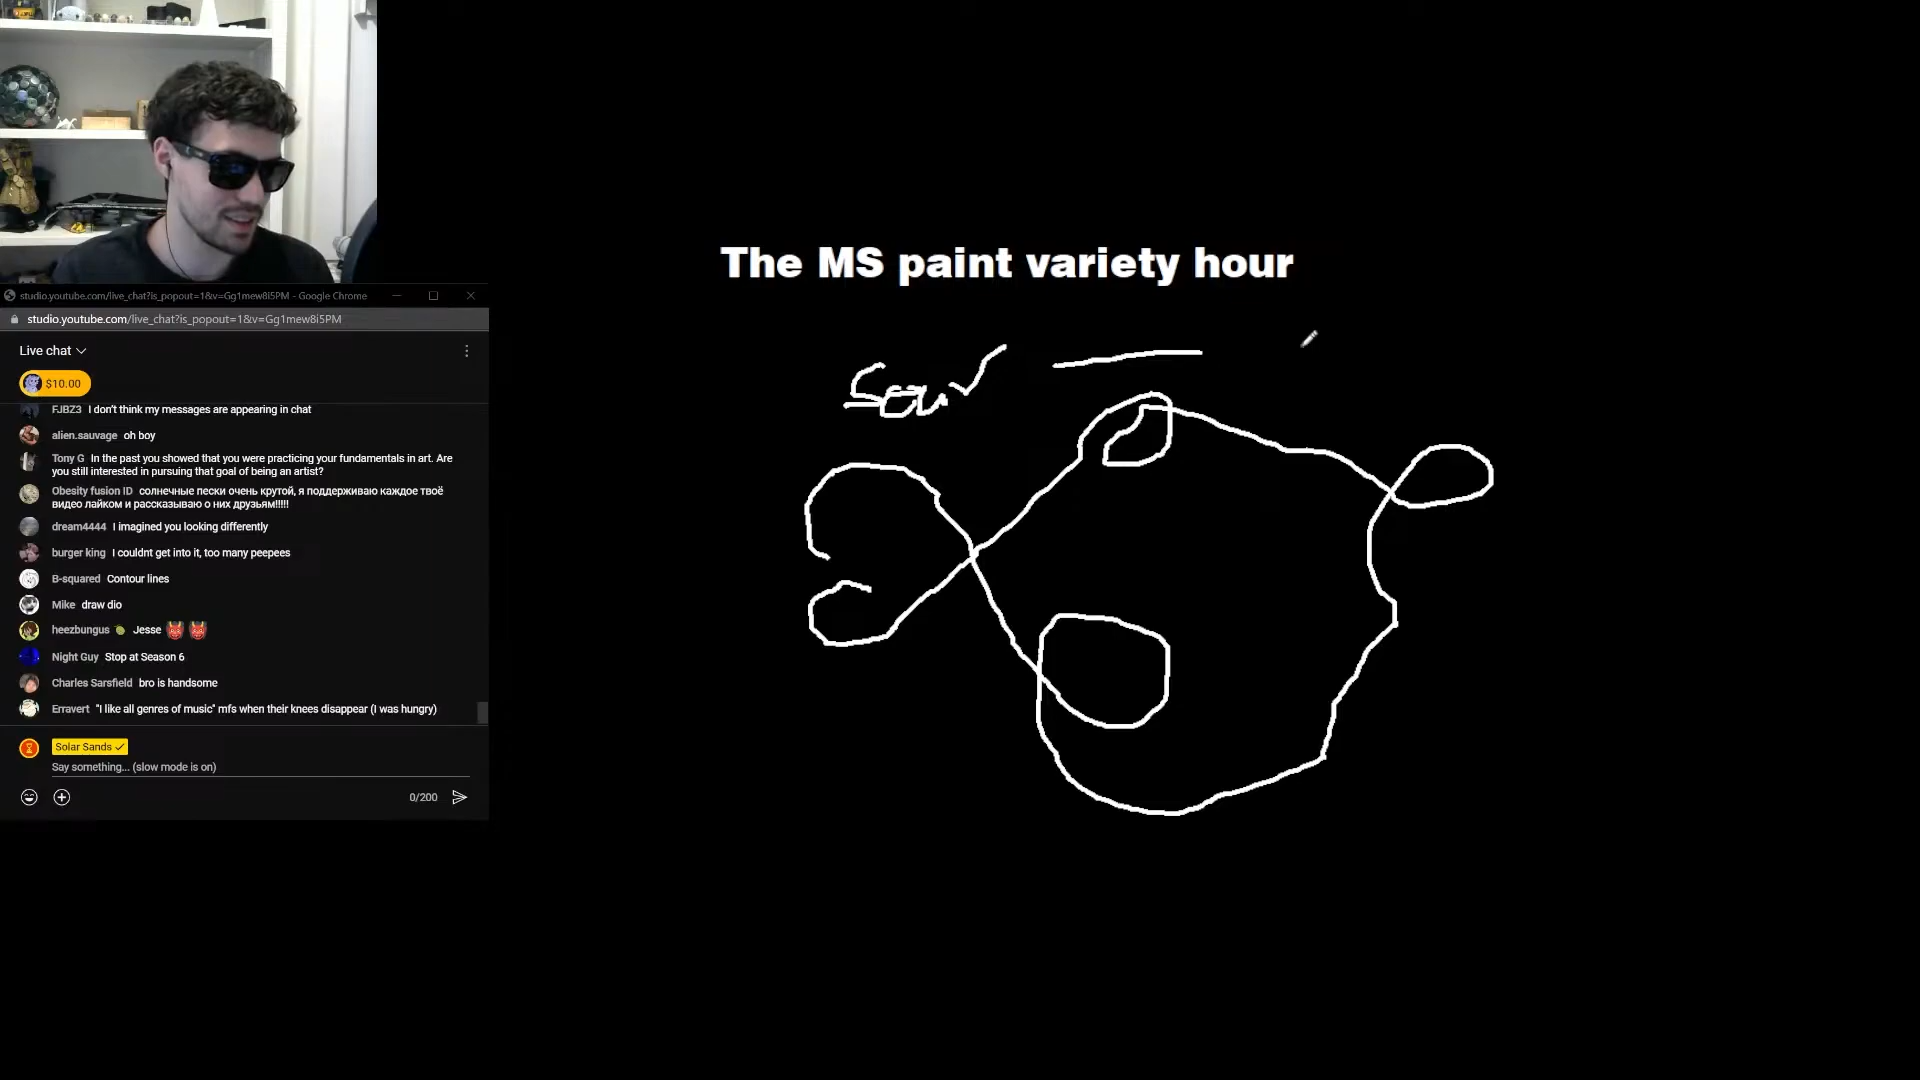 The MS paint variety hour
studio.youtube.com/live_chat?is_popout=1&v=Gg1mew8i5PM - Google Chrome
studio.youtube.com/live_chat?is_popout=1&v=Gg1mew8i5PM
Live chat
$10.00
FJBZ3 I don't think my messages are appearing in chat
alien.sauvage oh boy
Tony G In the past you showed that you were practicing your fundamentals in art. Are
you still interested in pursuing that goal of being an artist?
Obesity fusion ID солнечные пески очень крутой, я поддерживаю каждое твоё
видео лайком и рассказываю о них друзьям!!!!!
dream4444 I imagined you looking differently
burger king I couldnt get into it, too many peepees
B-squared Contour lines
Mike draw dio
heezbungus Jesse
Night Guy Stop at Season 6
Charles Sarsfield bro is handsome
Erravert "I like all genres of music" mfs when their knees disappear (I was hungry)
Solar Sands
Say something... (slow mode is on)
0/200